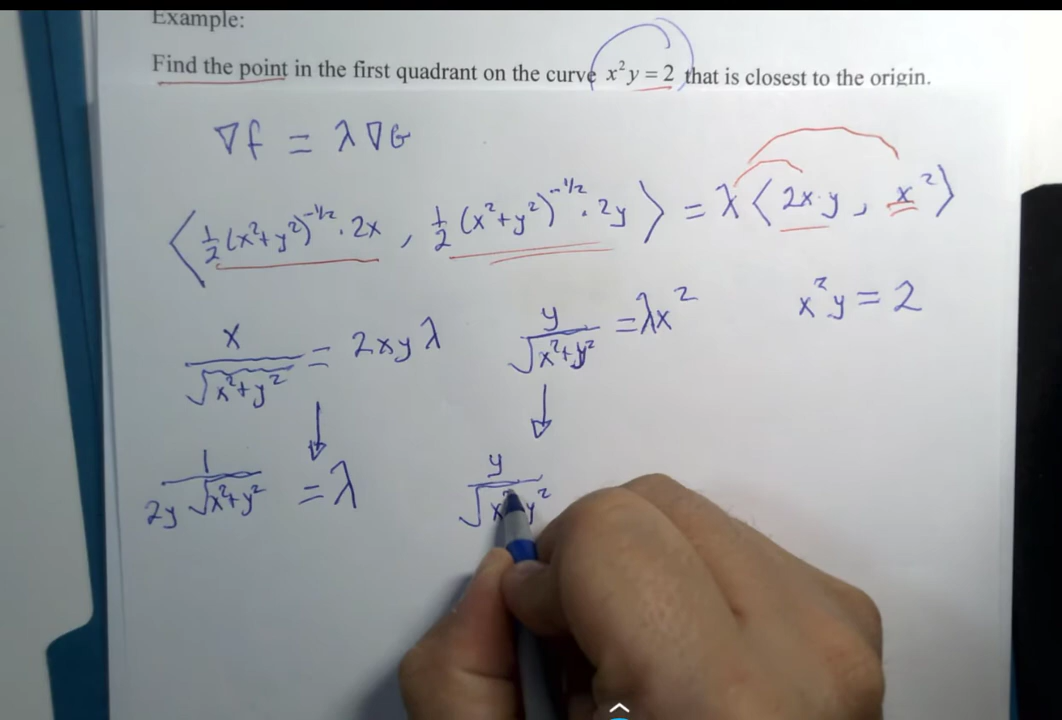 Example:
Find the point in the first quadrant on the curve x²y = 2 that is closest to the origin.
∇f = λ∇G
⟨ 1/2 (x²+y²)^-1/2 · 2x , 1/2 (x²+y²)^-1/2 · 2y ⟩ = λ ⟨ 2x·y , x² ⟩
x/√(x²+y²) = 2xyλ    y/√(x²+y²) = λx²    x²y = 2
1/(2y √(x²+y²)) = λ    y/√(x² y²)